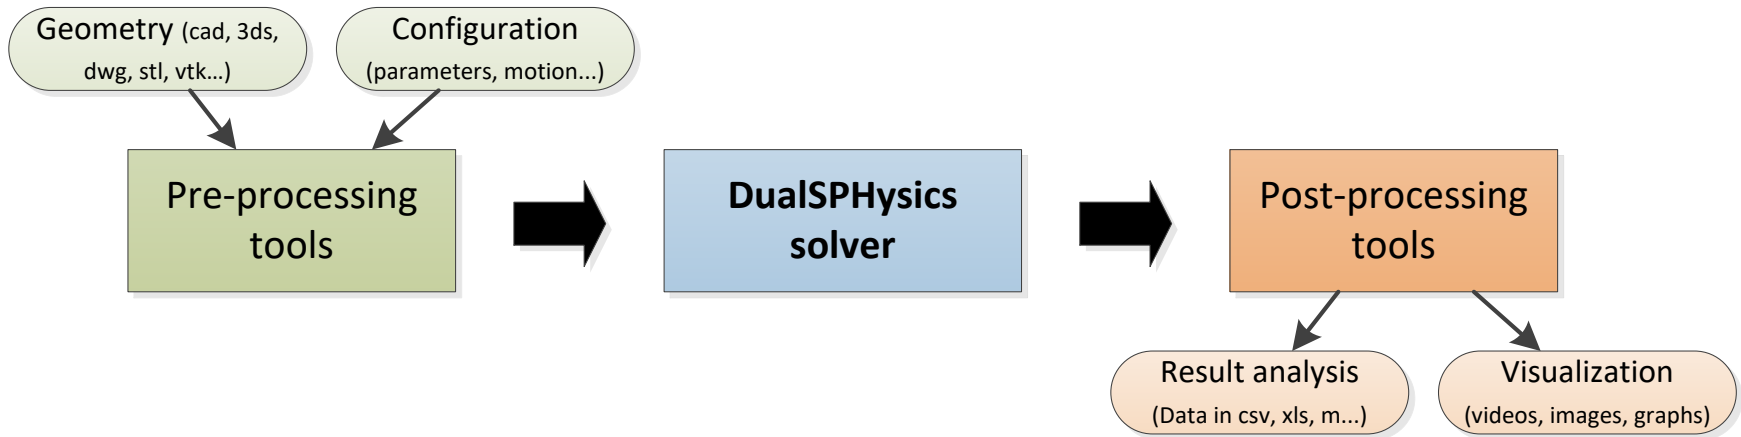 Geometry (cad, 3ds,
dwg, stl, vtk...)
Configuration
(parameters, motion...)
Pre-processing
tools
DualSPHysics
solver
Post-processing
tools
Result analysis
(Data in csv, xls, m...)
Visualization
(videos, images, graphs)